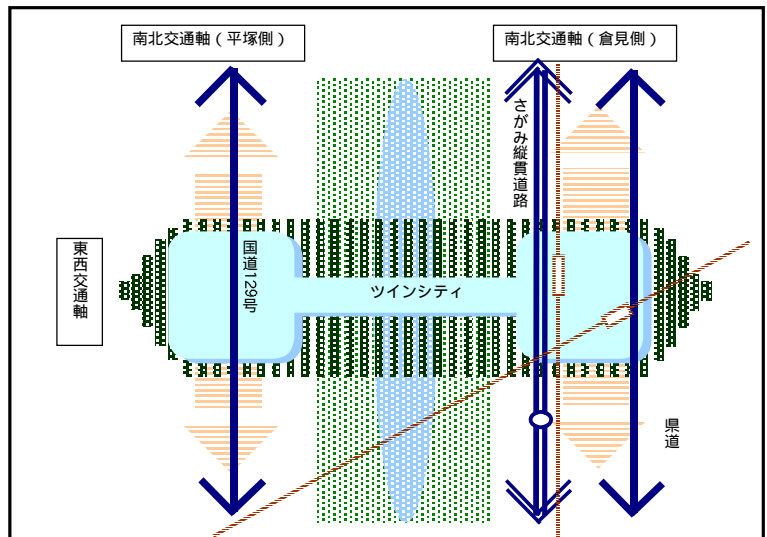 南北交通軸（平塚側）
南北交通軸（倉見側）
さがみ縦貫道路
東西交通軸
国道129号
ツインシティ
県道